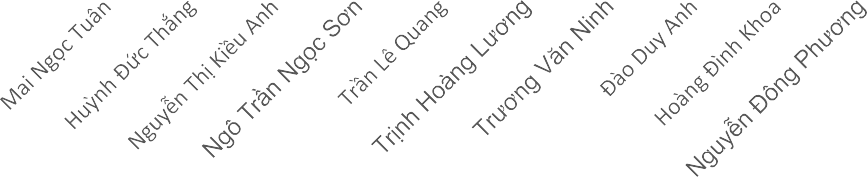 Mai Ngọc Tuân
Huỳnh Đức Thắng
Nguyễn Thị Kiều Anh
Ngô Trần Ngọc Sơn
Trần Lê Quang
Trịnh Hoàng Lương
Trương Văn Ninh
Đào Duy Anh
Hoàng Đình Khoa
Nguyễn Đông Phương